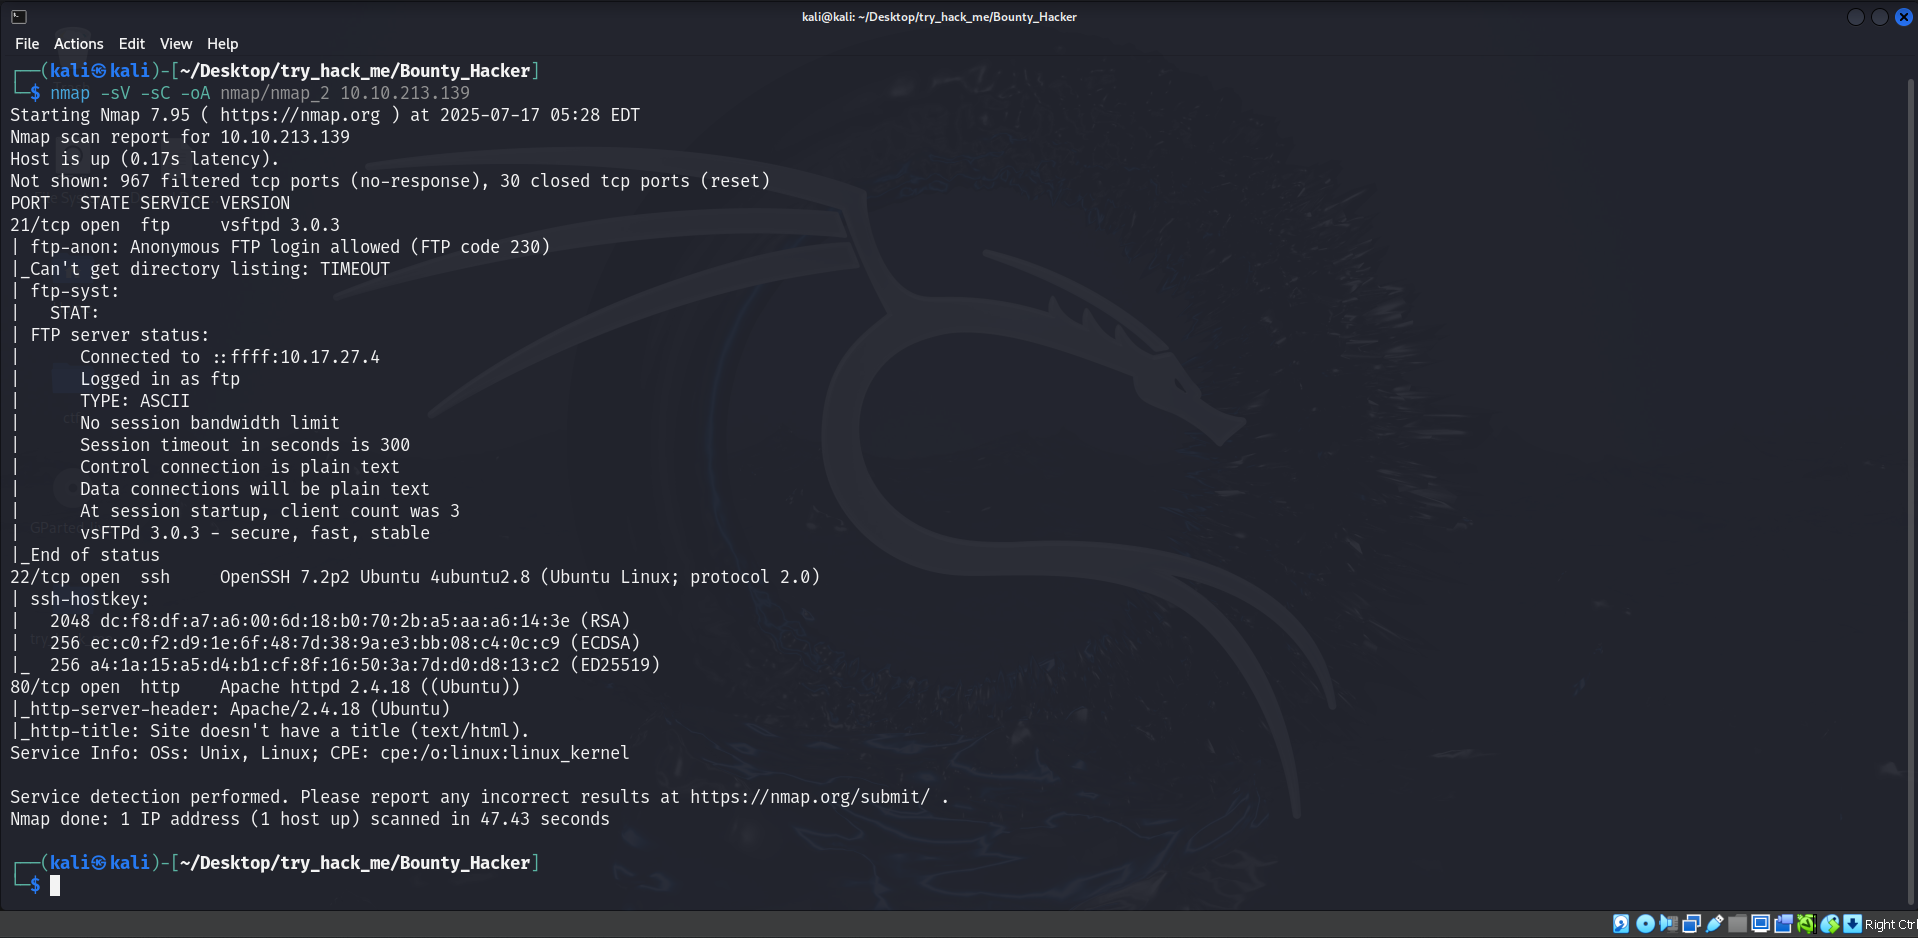 kali@kali: ~/Desktop/try_hack_me/Bounty_Hacker
File Actions Edit View Help
┌──(kali㉿kali)-[~/Desktop/try_hack_me/Bounty_Hacker]
└─$ nmap -sV -sC -oA nmap/nmap_2 10.10.213.139
Starting Nmap 7.95 ( https://nmap.org ) at 2025-07-17 05:28 EDT
Nmap scan report for 10.10.213.139
Host is up (0.17s latency).
Not shown: 967 filtered tcp ports (no-response), 30 closed tcp ports (reset)
PORT   STATE SERVICE VERSION
21/tcp open  ftp     vsftpd 3.0.3
| ftp-anon: Anonymous FTP login allowed (FTP code 230)
|_Can't get directory listing: TIMEOUT
| ftp-syst:
|   STAT:
| FTP server status:
|      Connected to ::ffff:10.17.27.4
|      Logged in as ftp
|      TYPE: ASCII
|      No session bandwidth limit
|      Session timeout in seconds is 300
|      Control connection is plain text
|      Data connections will be plain text
|      At session startup, client count was 3
|      vsFTPd 3.0.3 - secure, fast, stable
|_End of status
22/tcp open  ssh     OpenSSH 7.2p2 Ubuntu 4ubuntu2.8 (Ubuntu Linux; protocol 2.0)
| ssh-hostkey:
|   2048 dc:f8:df:a7:a6:00:6d:18:b0:70:2b:a5:aa:a6:14:3e (RSA)
|   256 ec:c0:f2:d9:1e:6f:48:7d:38:9a:e3:bb:08:c4:0c:c9 (ECDSA)
|_  256 a4:1a:15:a5:d4:b1:cf:8f:16:50:3a:7d:d0:d8:13:c2 (ED25519)
80/tcp open  http    Apache httpd 2.4.18 ((Ubuntu))
|_http-server-header: Apache/2.4.18 (Ubuntu)
|_http-title: Site doesn't have a title (text/html).
Service Info: OSs: Unix, Linux; CPE: cpe:/o:linux:linux_kernel
Service detection performed. Please report any incorrect results at https://nmap.org/submit/ .
Nmap done: 1 IP address (1 host up) scanned in 47.43 seconds
┌──(kali㉿kali)-[~/Desktop/try_hack_me/Bounty_Hacker]
└─$
GParted
Right Ctrl